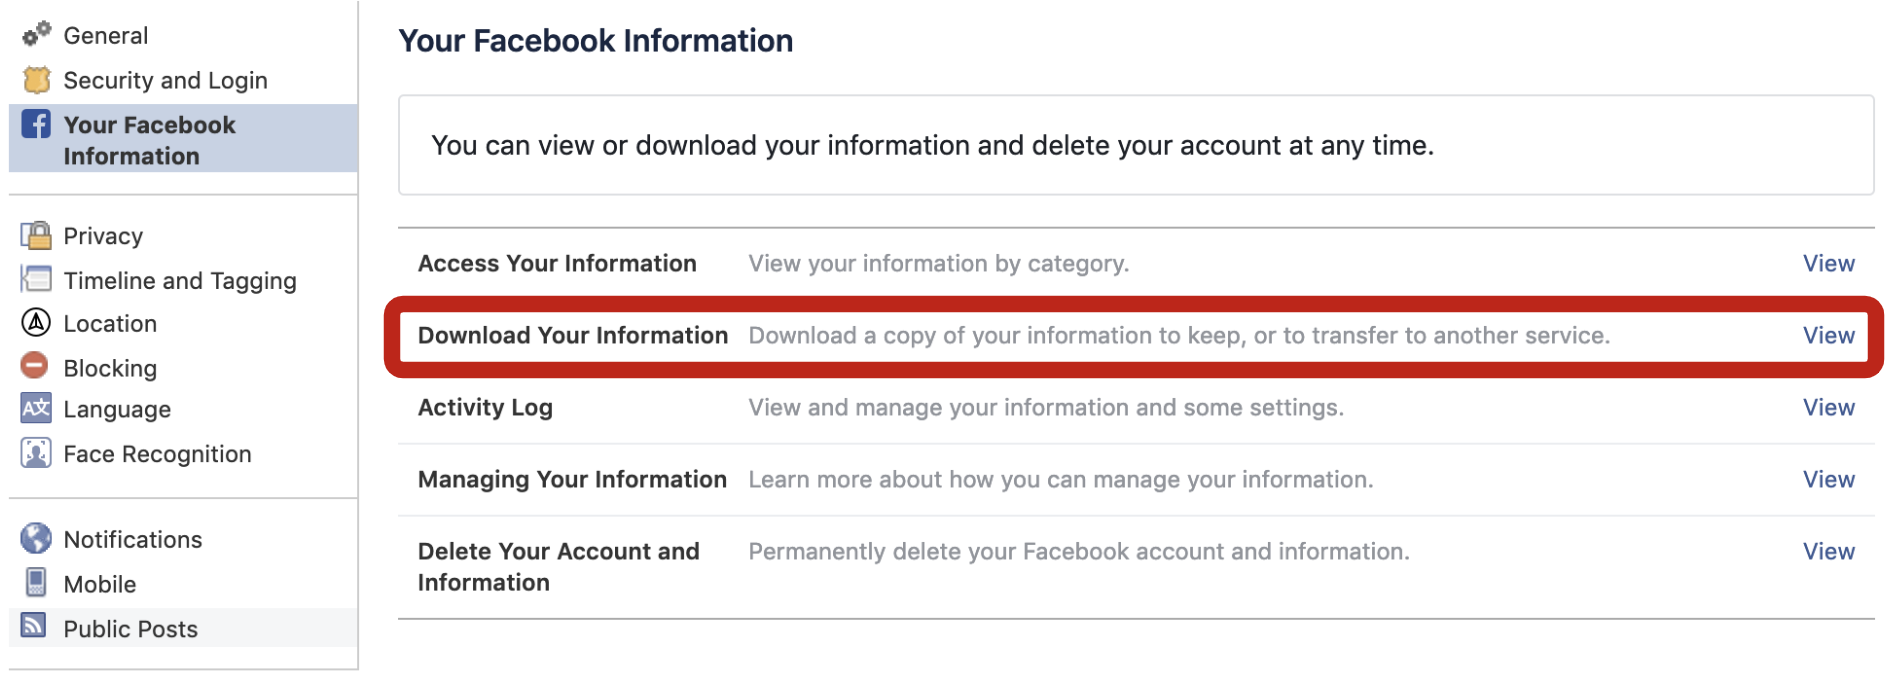 General
Security and Login
Your Facebook
Information
Privacy
Timeline and Tagging
Location
Blocking
Language
Face Recognition
Notifications
Mobile
Public Posts
Your Facebook Information
You can view or download your information and delete your account at any time.
Access Your Information View your information by category. View
Download Your Information Download a copy of your information to keep, or to transfer to another service. View
Activity Log View and manage your information and some settings. View
Managing Your Information Learn more about how you can manage your information. View
Delete Your Account and Permanently delete your Facebook account and information. View
Information